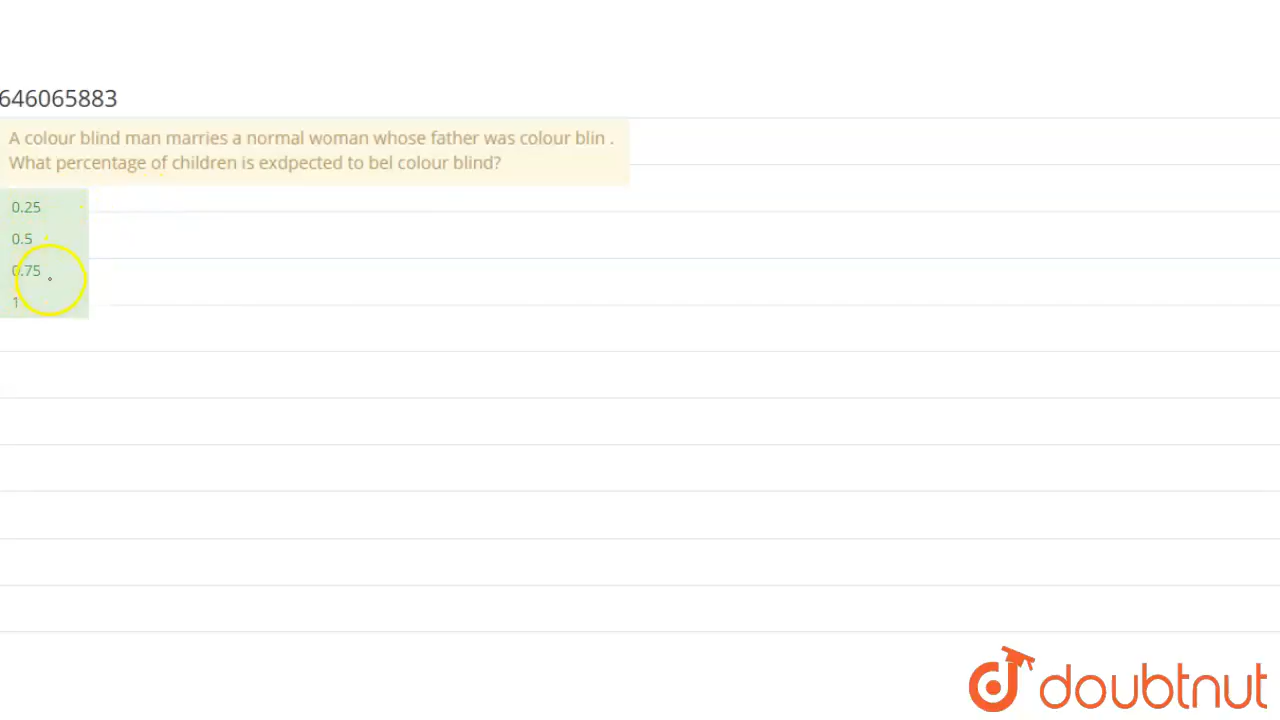 646065883
A colour blind man marries a normal woman whose father was colour blin .
What percentage of children is exdpected to bel colour blind?
0.25
0.5
0.75
1
doubtnut